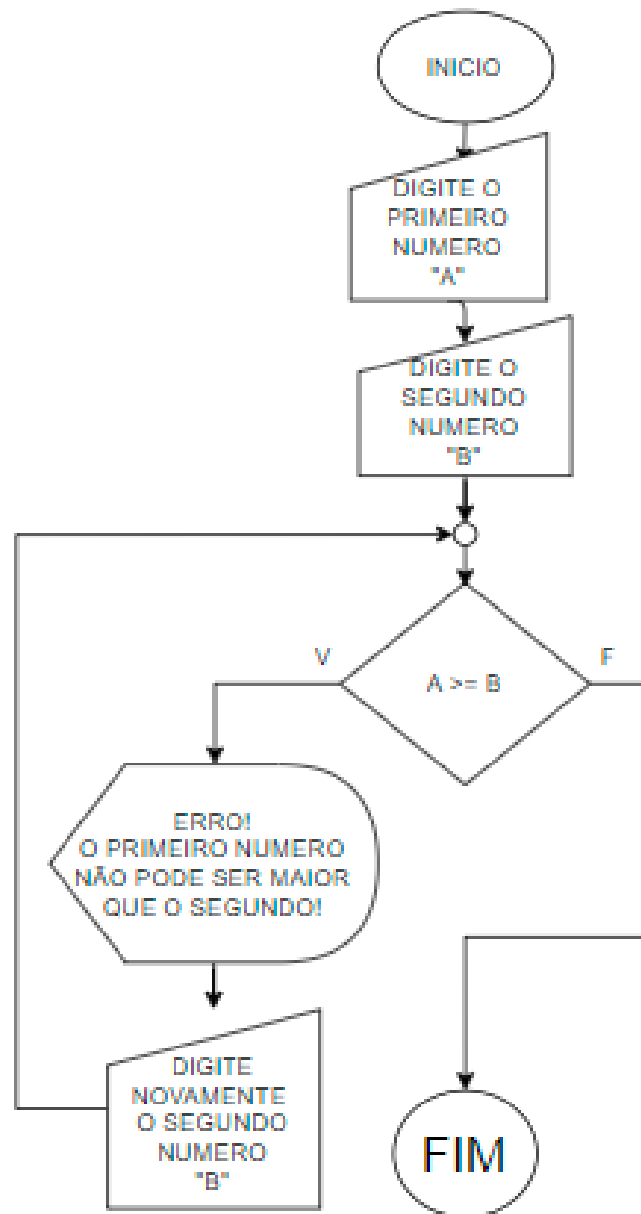 INICIO
DIGITE O
PRIMEIRO
NUMERO
"A"
DIGITE O
SEGUNDO
NUMERO
"B"
V
F
A >= B
ERRO!
O PRIMEIRO NUMERO
NÃO PODE SER MAIOR
QUE O SEGUNDO!
DIGITE
NOVAMENTE
O SEGUNDO
NUMERO
"B"
FIM